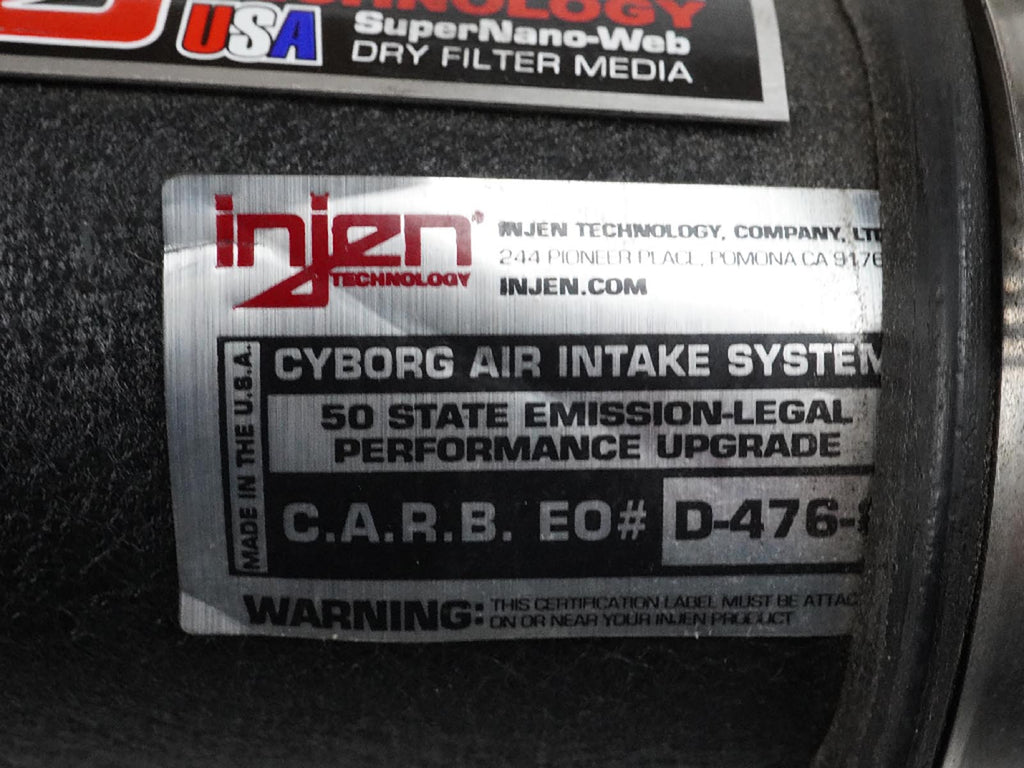 USA
SuperNano-Web
DRY FILTER MEDIA
injen
TECHNOLOGY
INJEN TECHNOLOGY, COMPANY, LTD
244 PIONEER PLACE, POMONA CA 9176
INJEN.COM
MADE IN THE U.S.A.
CYBORG AIR INTAKE SYSTEM
50 STATE EMISSION-LEGAL
PERFORMANCE UPGRADE
C.A.R.B. EO# D-476-
WARNING: THIS CERTIFICATION LABEL MUST BE ATTAC
ON OR NEAR YOUR INJEN PRODUCT